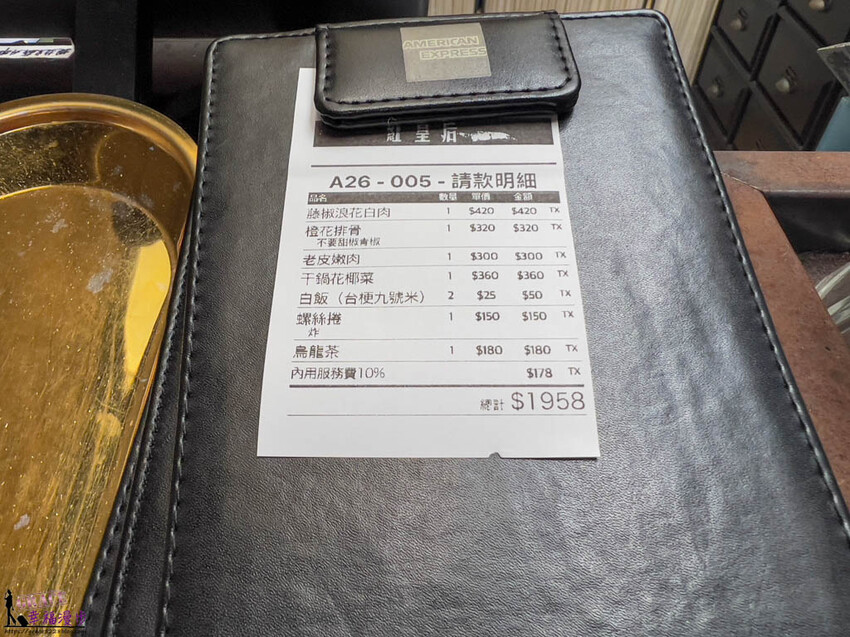 AMERICAN
EXPRESS
紅皇后
A26 - 005 - 請款明細
品名 數量 單價 金額
藤椒浪花白肉 1 $420 $420 TX
橙花排骨 1 $320 $320 TX
不要甜椒青椒
老皮嫩肉 1 $300 $300 TX
干鍋花椰菜 1 $360 $360 TX
白飯（台梗九號米） 2 $25 $50 TX
螺絲捲 1 $150 $150 TX
炸
烏龍茶 1 $180 $180 TX
內用服務費10% $178 TX
總計 $1958